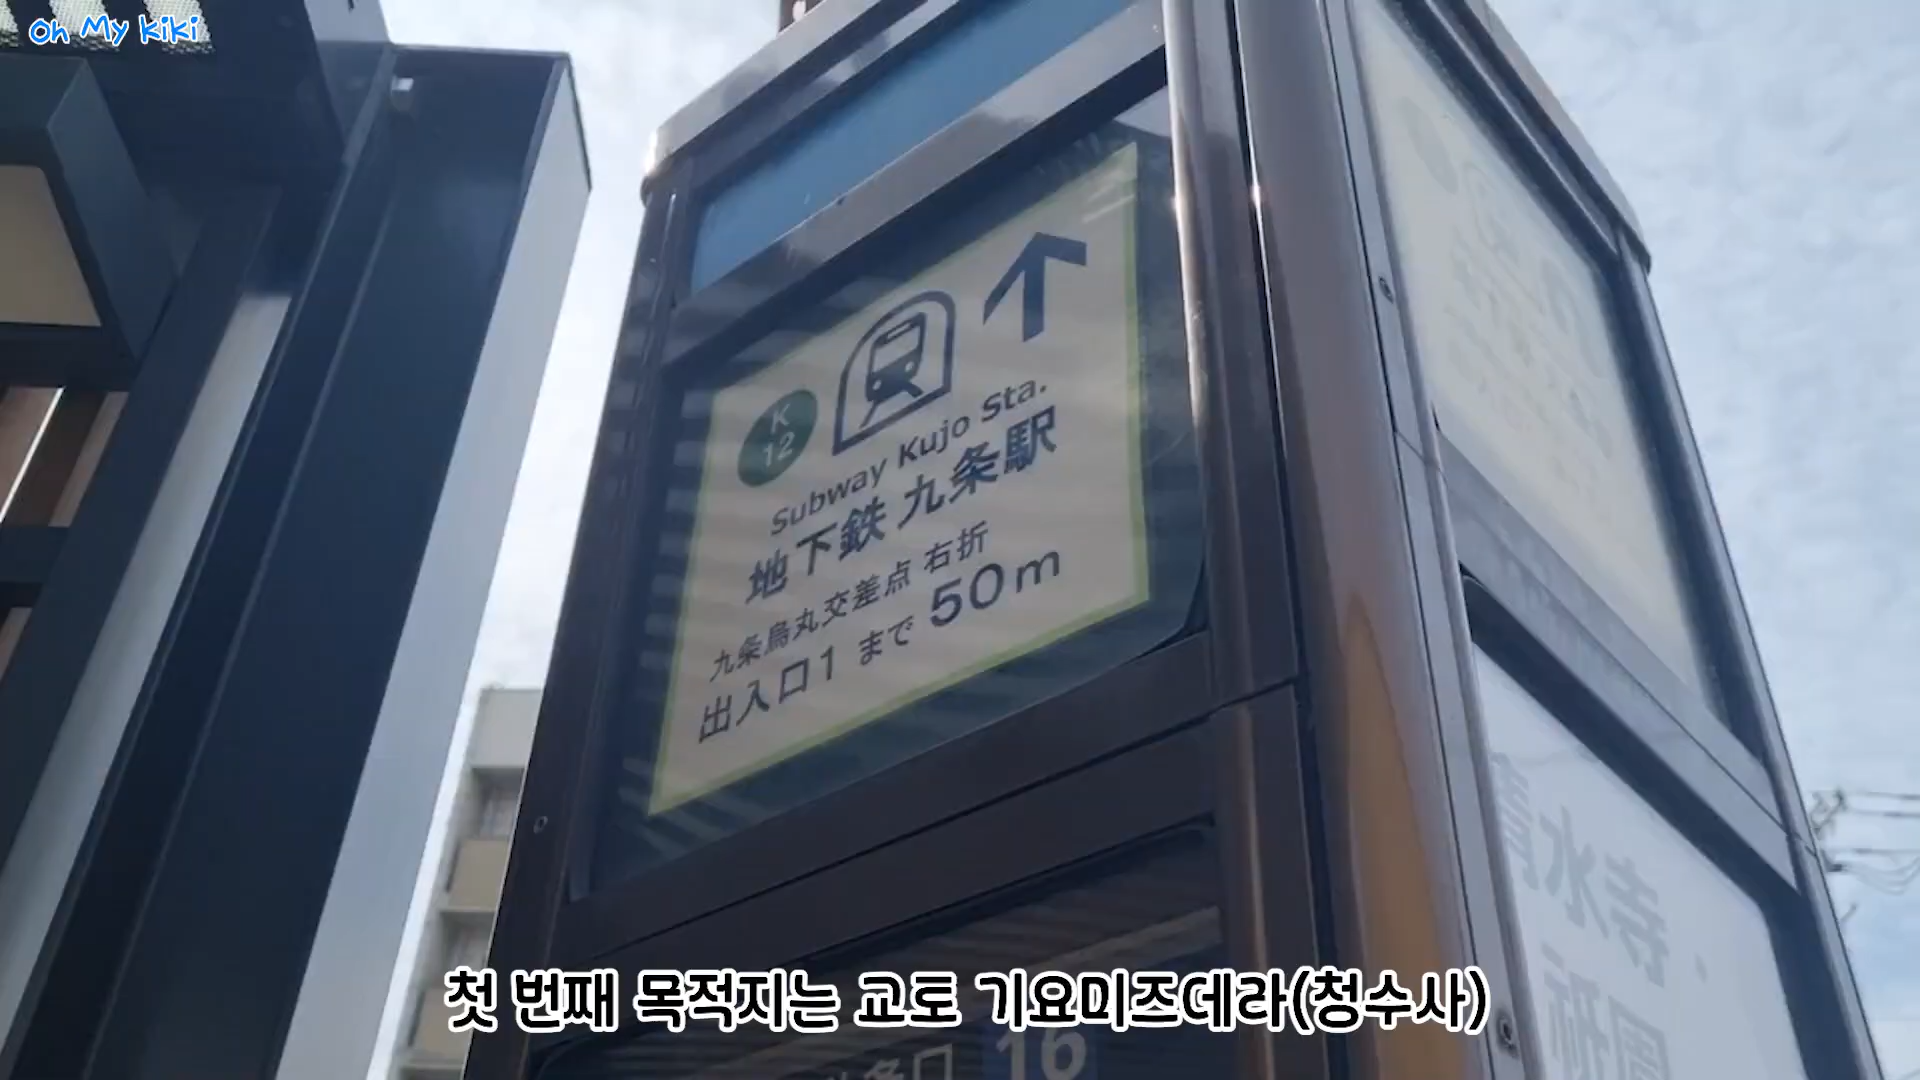 Oh My Kiki
K
12
Subway Kujo Sta.
地下鉄 九条駅
九条烏丸交差点 右折
出入口1 まで 50m
清水寺・
祇園
16
첫 번째 목적지는 교토 기요미즈데라(청수사)